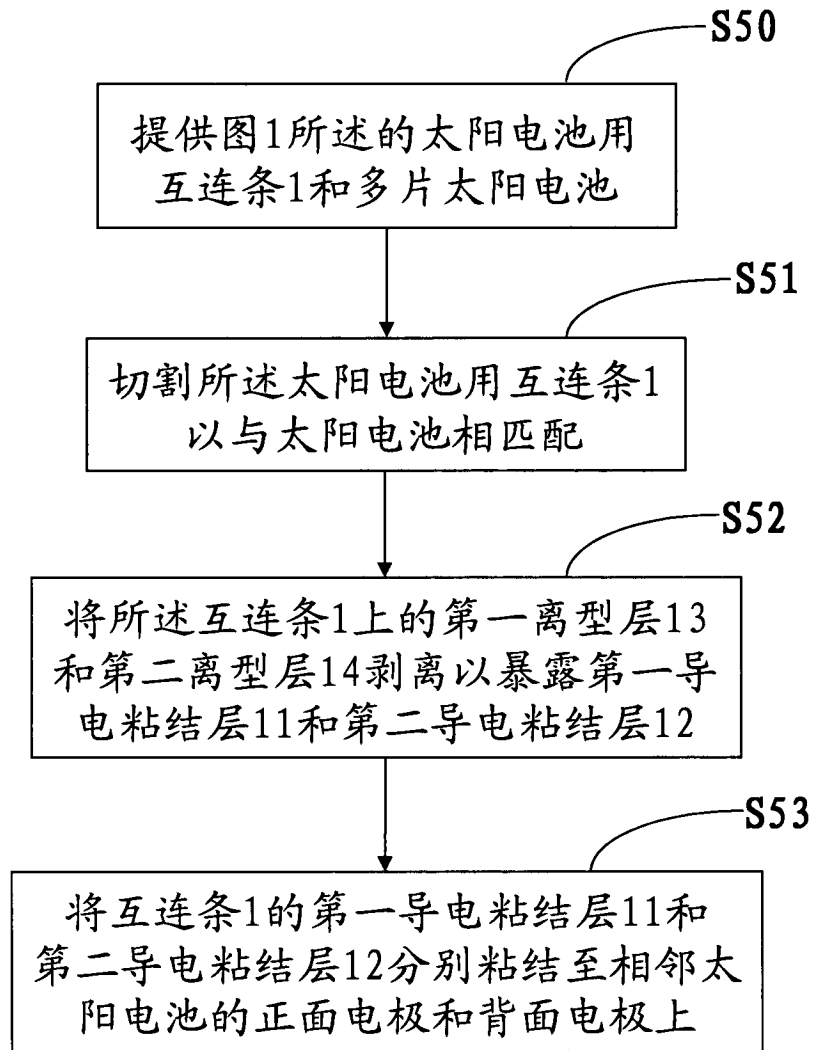 S50
提供图1所述的太阳电池用
互连条1和多片太阳电池
S51
切割所述太阳电池用互连条1
以与太阳电池相匹配
S52
将所述互连条1上的第一离型层13
和第二离型层14剥离以暴露第一导
电粘结层11和第二导电粘结层12
S53
将互连条1的第一导电粘结层11和
第二导电粘结层12分别粘结至相邻太
阳电池的正面电极和背面电极上